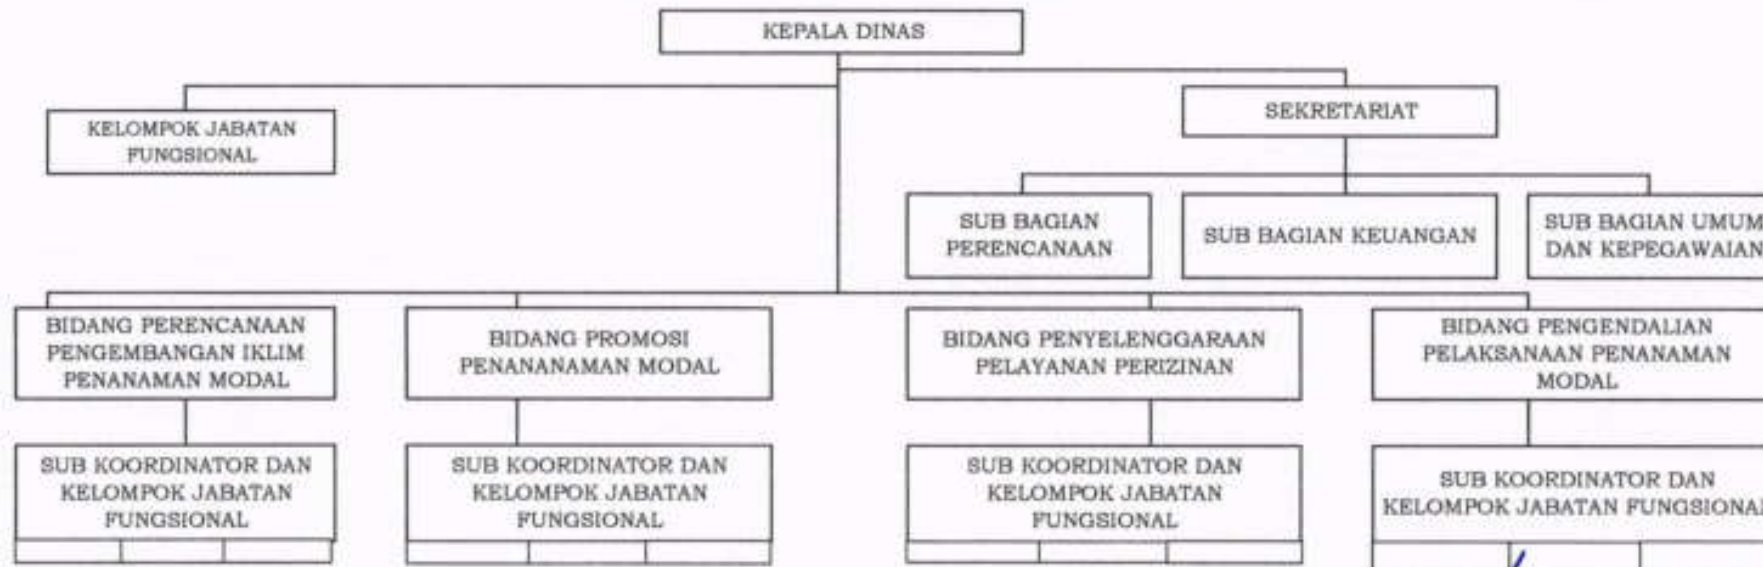 KEPALA DINAS
KELOMPOK JABATAN
FUNGSIONAL
SEKRETARIAT
SUB BAGIAN
PERENCANAAN
SUB BAGIAN KEUANGAN
SUB BAGIAN UMUM
DAN KEPEGAWAIAN
BIDANG PERENCANAAN
PENGEMBANGAN IKLIM
PENANAMAN MODAL
BIDANG PROMOSI
PENANANAMAN MODAL
BIDANG PENYELENGGARAAN
PELAYANAN PERIZINAN
BIDANG PENGENDALIAN
PELAKSANAAN PENANAMAN
MODAL
SUB KOORDINATOR DAN
KELOMPOK JABATAN
FUNGSIONAL
SUB KOORDINATOR DAN
KELOMPOK JABATAN
FUNGSIONAL
SUB KOORDINATOR DAN
KELOMPOK JABATAN
FUNGSIONAL
SUB KOORDINATOR DAN
KELOMPOK JABATAN FUNGSIONAL